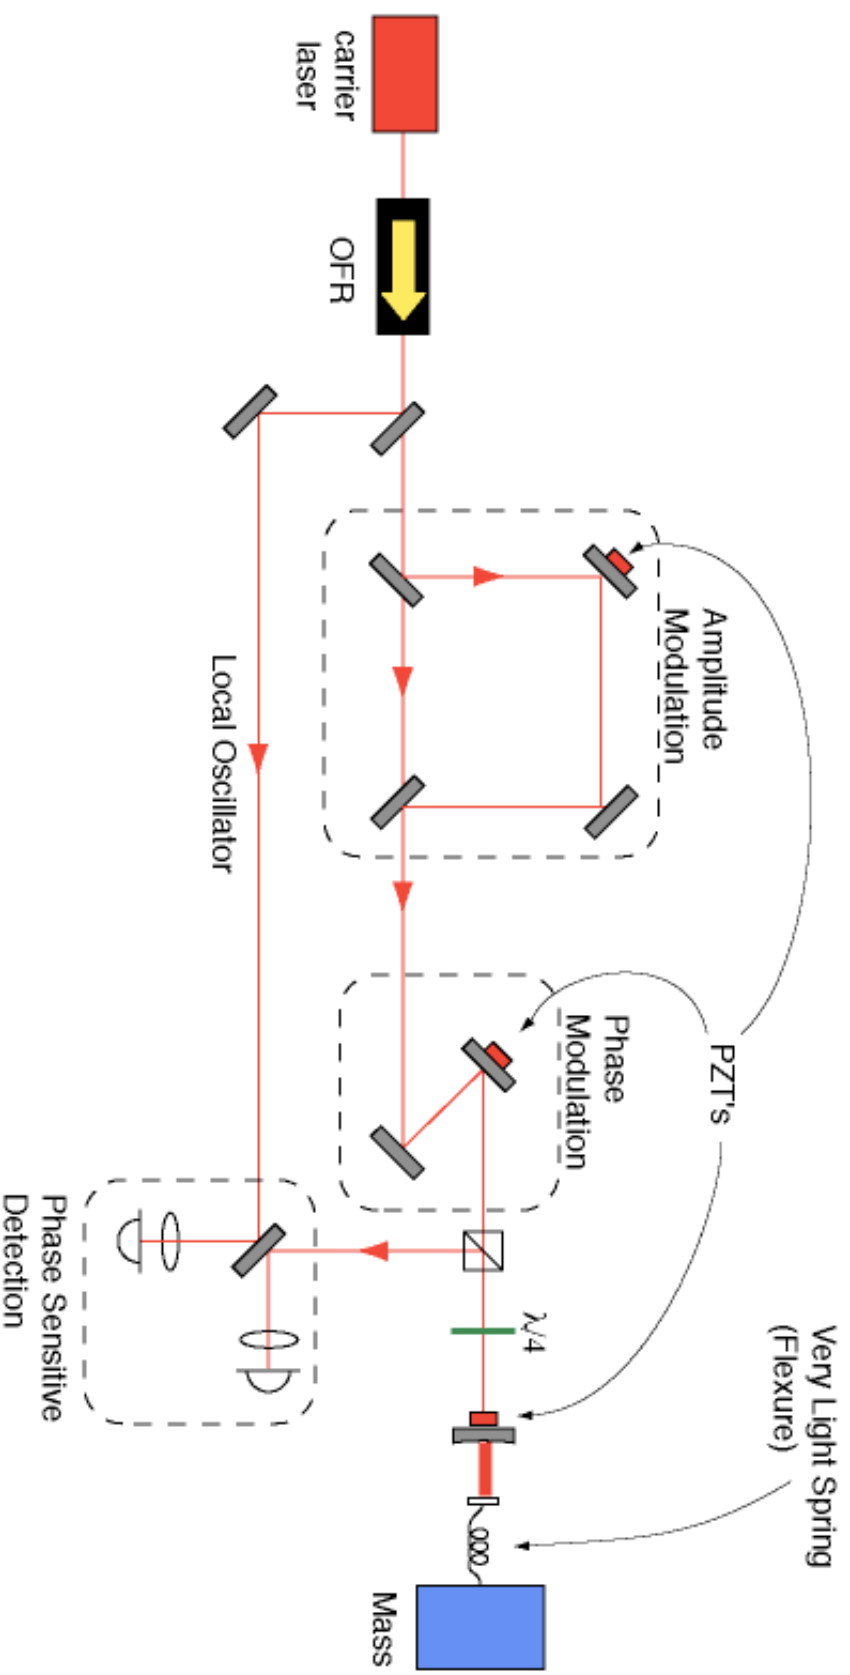 carrier
laser
OFR
Amplitude
Modulation
Local Oscillator
Phase
Modulation
PZT's
λ/4
Phase Sensitive
Detection
Very Light Spring
(Flexure)
Mass